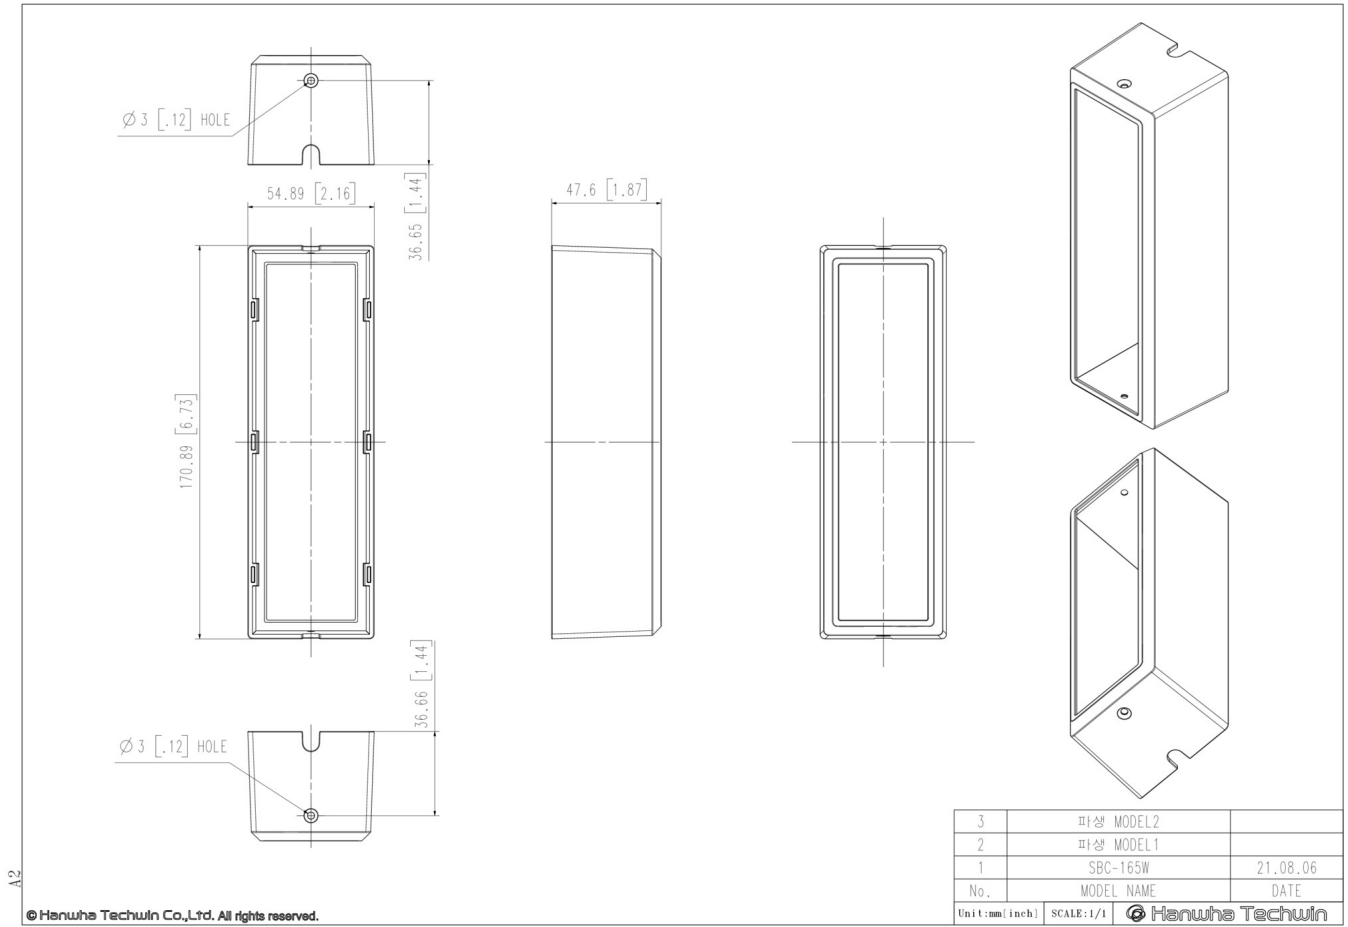 Ø3 [.12] HOLE
36.65 [1.44]
54.89 [2.16]
47.6 [1.87]
170.89 [6.73]
36.66 [1.44]
Ø3 [.12] HOLE
3 파생 MODEL2
2 파생 MODEL1
1 SBC-165W 21.08.06
No. MODEL NAME DATE
Unit:mm[inch] SCALE:1/1 Hanwha Techwin
A2
© Hanwha Techwin Co.,Ltd. All rights reserved.